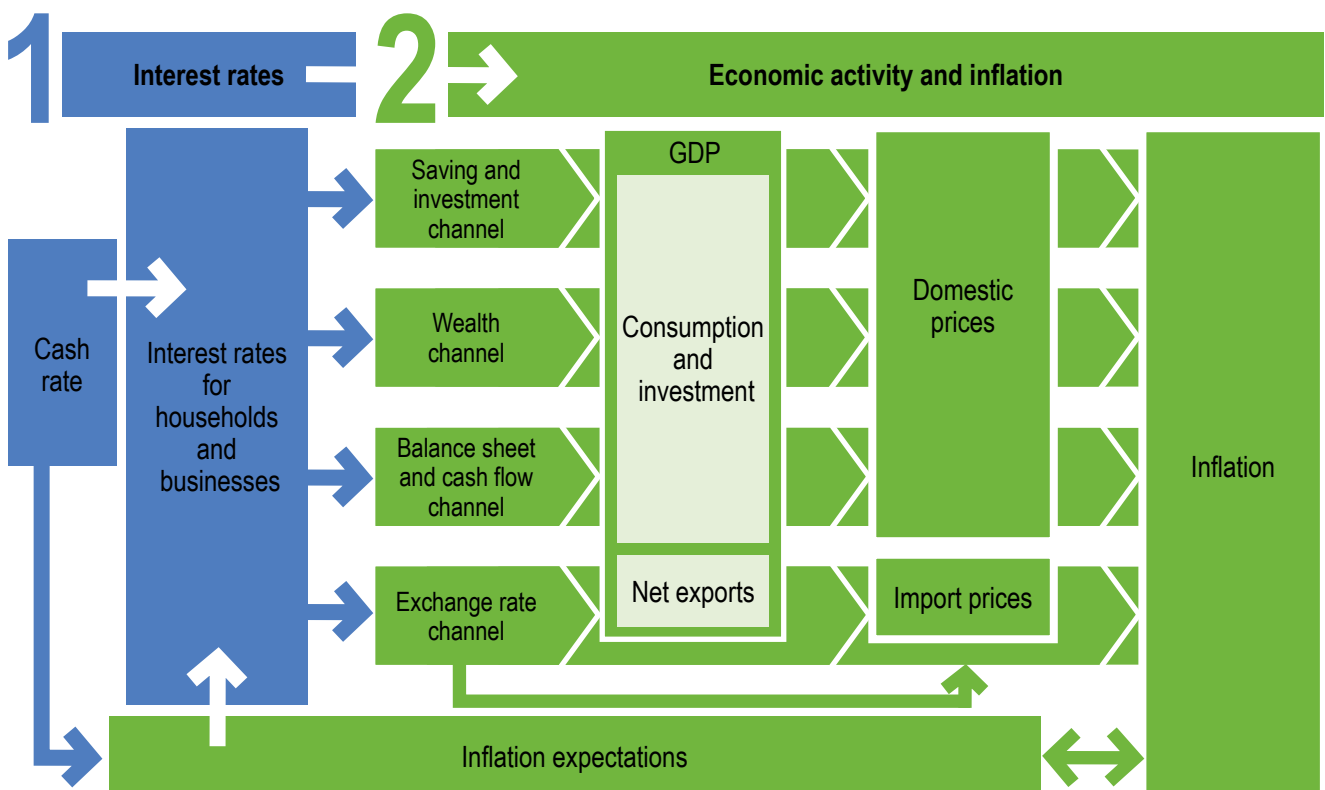 1
Interest rates
2
Economic activity and inflation
Cash
rate
Interest rates
for
households
and
businesses
Saving and
investment
channel
Wealth
channel
Balance sheet
and cash flow
channel
Exchange rate
channel
GDP
Consumption
and
investment
Net exports
Domestic
prices
Import prices
Inflation
Inflation expectations